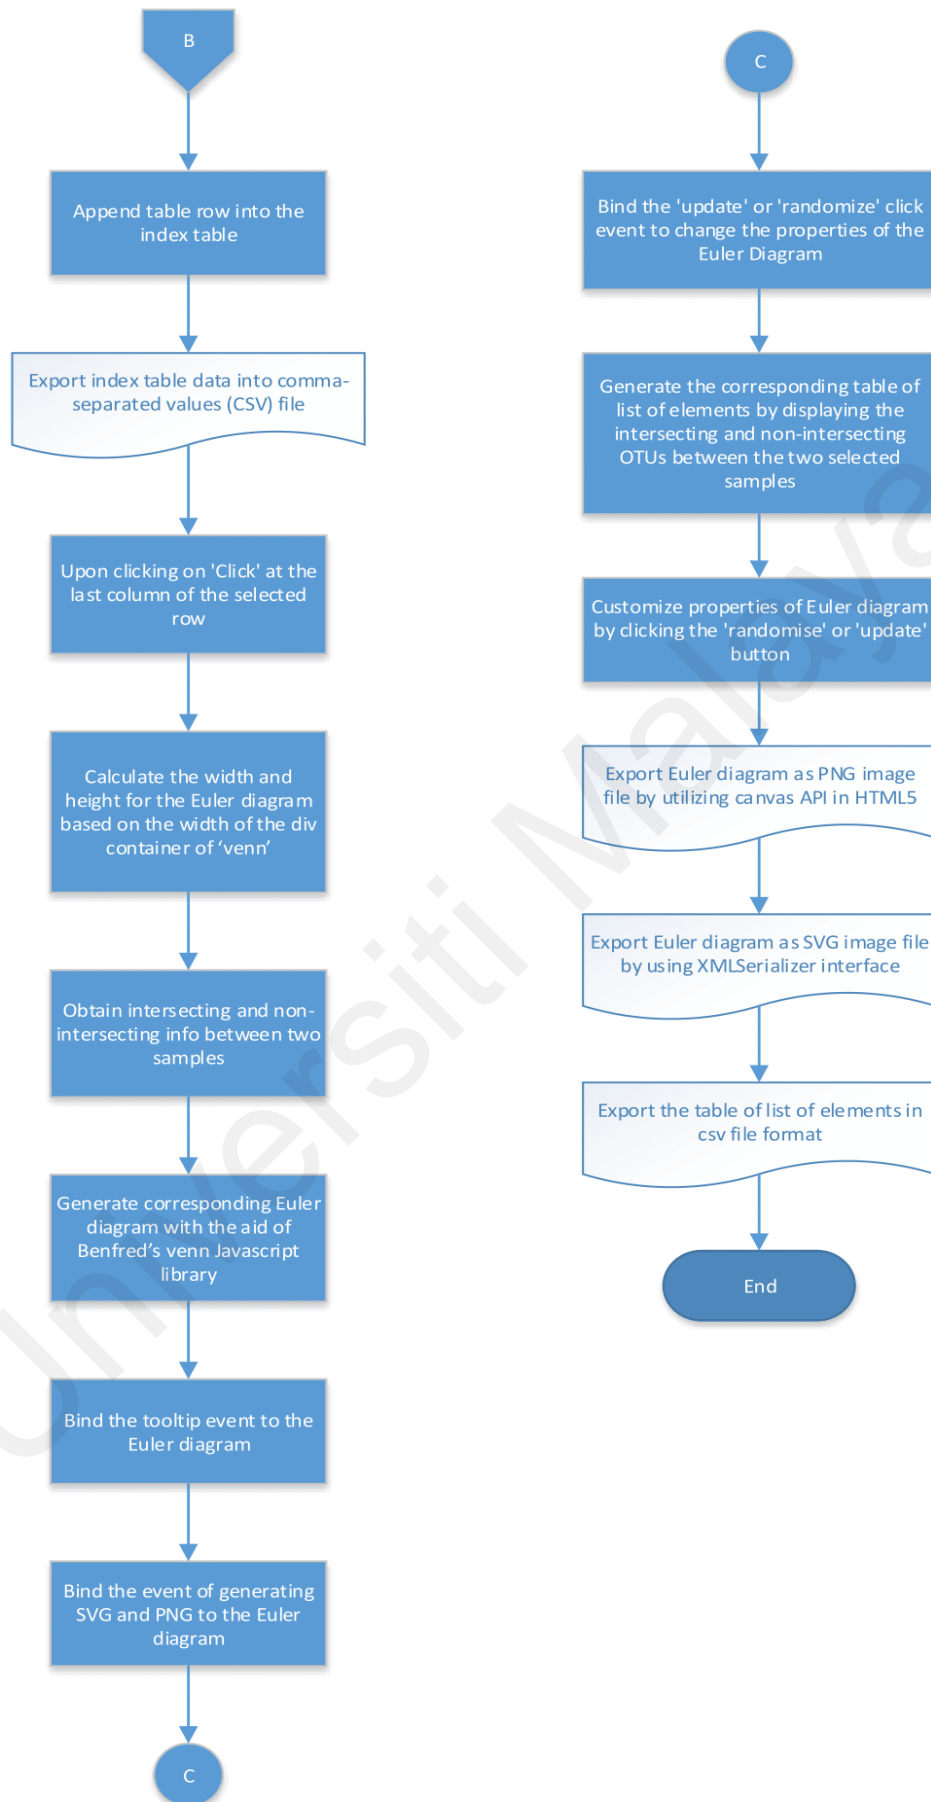 B
Append table row into the
index table
Export index table data into comma-
separated values (CSV) file
Upon clicking on 'Click' at the
last column of the selected
row
Calculate the width and
height for the Euler diagram
based on the width of the div
container of ‘venn’
Obtain intersecting and non-
intersecting info between two
samples
Generate corresponding Euler
diagram with the aid of
Benfred’s venn Javascript
library
Bind the tooltip event to the
Euler diagram
Bind the event of generating
SVG and PNG to the Euler
diagram
C
C
Bind the 'update' or 'randomize' click
event to change the properties of the
Euler Diagram
Generate the corresponding table of
list of elements by displaying the
intersecting and non-intersecting
OTUs between the two selected
samples
Customize properties of Euler diagram
by clicking the 'randomise' or 'update'
button
Export Euler diagram as PNG image
file by utilizing canvas API in HTML5
Export Euler diagram as SVG image file
by using XMLSerializer interface
Export the table of list of elements in
csv file format
End
Universiti Malaya